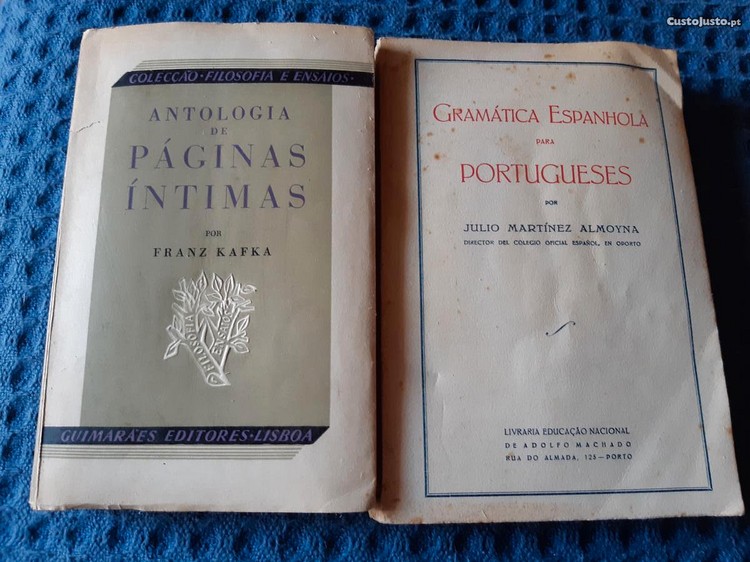 CustoJusto.pt
COLECÇÃO · FILOSOFIA E ENSAIOS ·
ANTOLOGIA
DE
PÁGINAS
ÍNTIMAS
POR
FRANZ KAFKA
FILOSOFIA
ENSAIOS
GUIMARÃES EDITORES · LISBOA
GRAMÁTICA ESPANHOLA
PARA
PORTUGUESES
POR
JULIO MARTÍNEZ ALMOYNA
DIRECTOR DEL COLEGIO OFICIAL ESPAÑOL, EN OPORTO
LIVRARIA EDUCAÇÃO NACIONAL
DE ADOLFO MACHADO
RUA DO ALMADA, 125 — PORTO